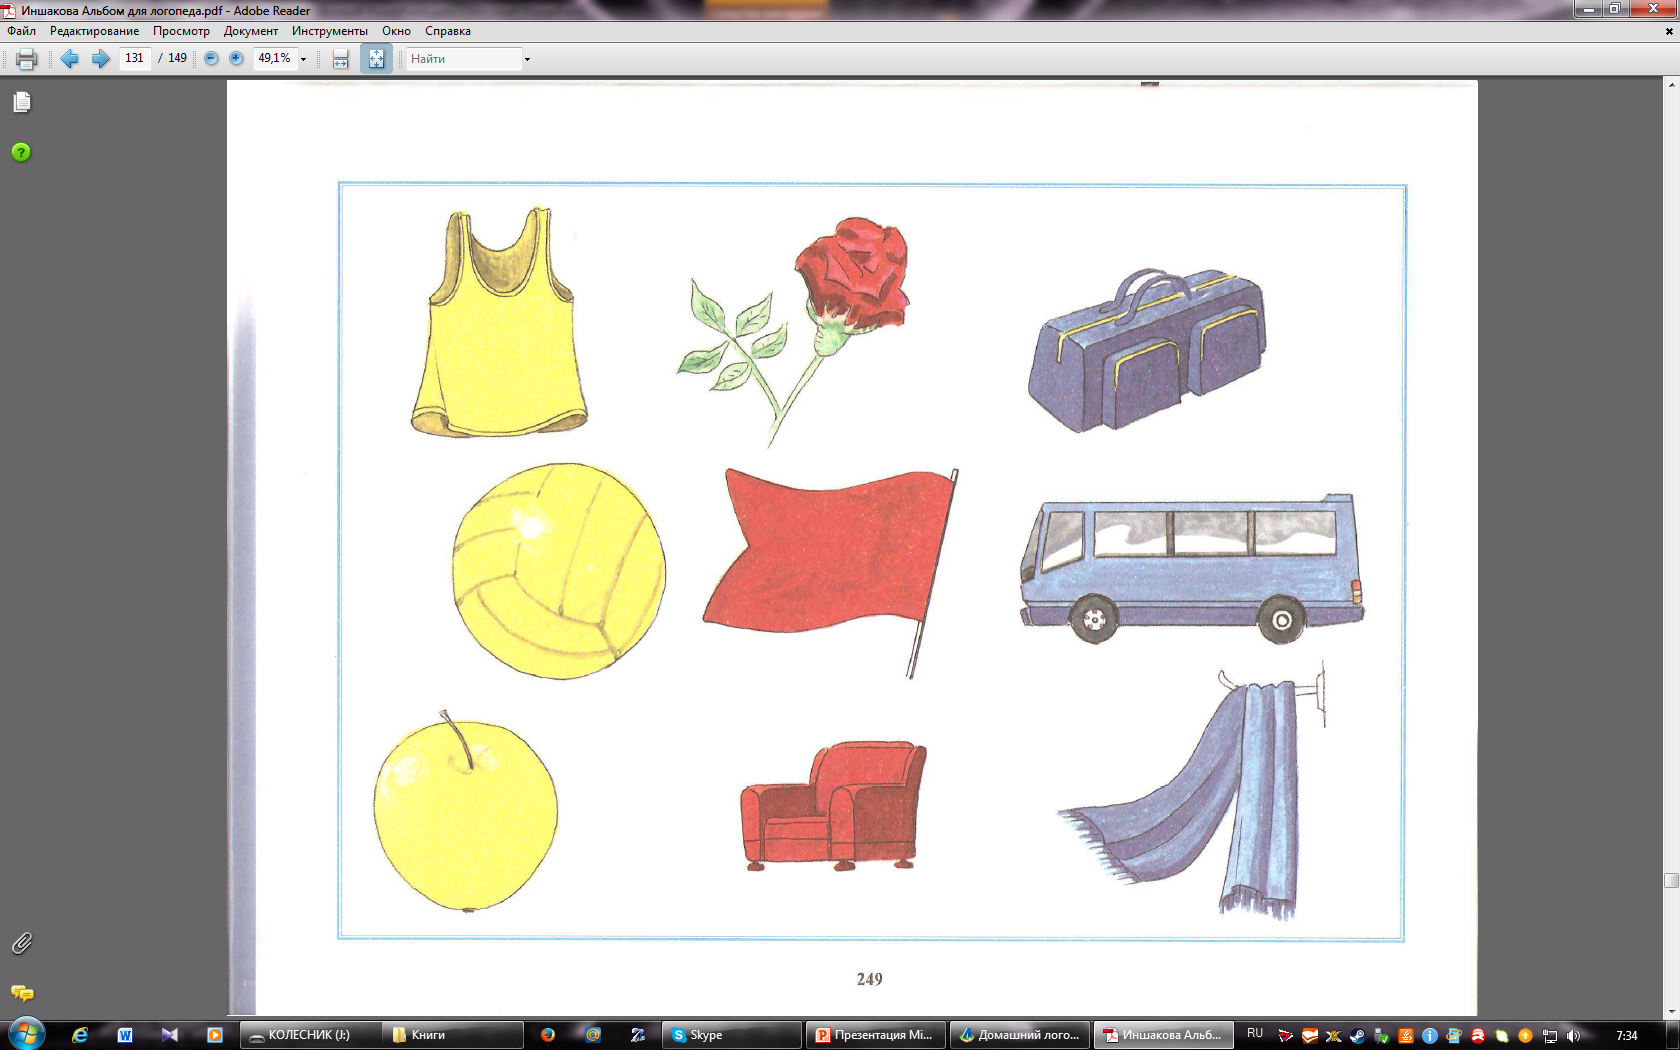 Иншакова Альбом для логопеда.pdf - Adobe Reader
Файл Редактирование Просмотр Документ Инструменты Окно Справка
131 / 149 49,1% Найти
249
КОЛЕСНИК (J:) Книги Skype Презентация Mi... Домашний лого... Иншакова Альб... RU 7:34